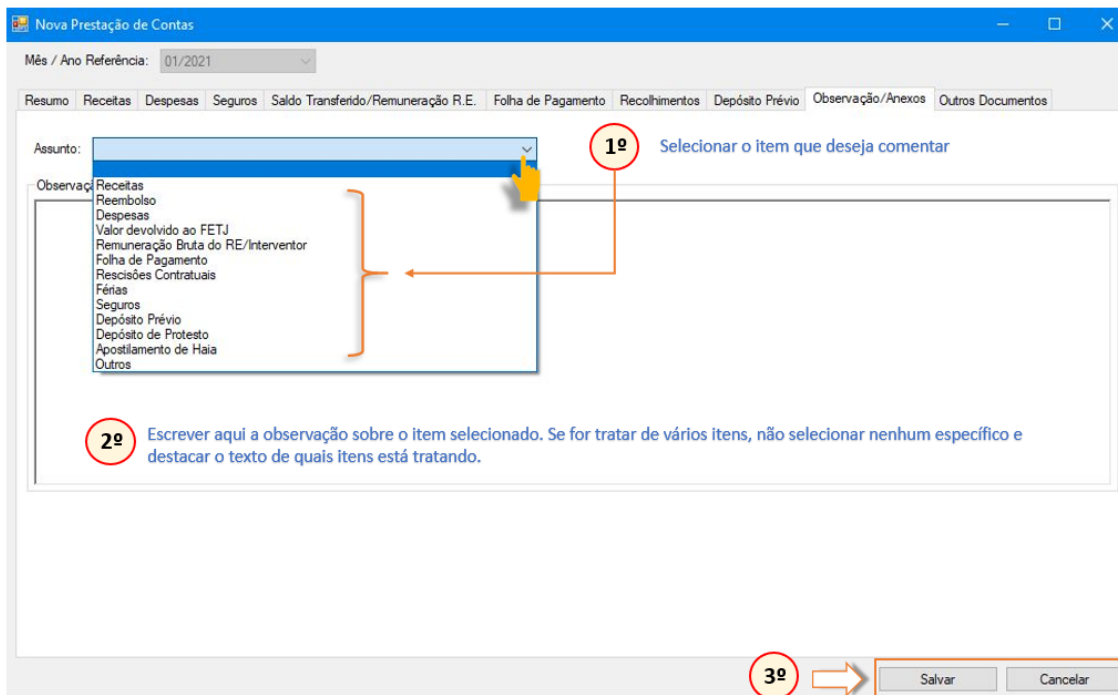 Nova Prestação de Contas
Mês / Ano Referência: 01/2021
Resumo Receitas Despesas Seguros Saldo Transferido/Remuneração R.E. Folha de Pagamento Recolhimentos Depósito Prévio Observação/Anexos Outros Documentos
Assunto:
1º Selecionar o item que deseja comentar
Observaçã
Receitas
Reembolso
Despesas
Valor devolvido ao FETJ
Remuneração Bruta do RE/Interventor
Folha de Pagamento
Rescisões Contratuais
Férias
Seguros
Depósito Prévio
Depósito de Protesto
Apostilamento de Haia
Outros
2º Escrever aqui a observação sobre o item selecionado. Se for tratar de vários itens, não selecionar nenhum específico e
destacar o texto de quais itens está tratando.
3º Salvar Cancelar